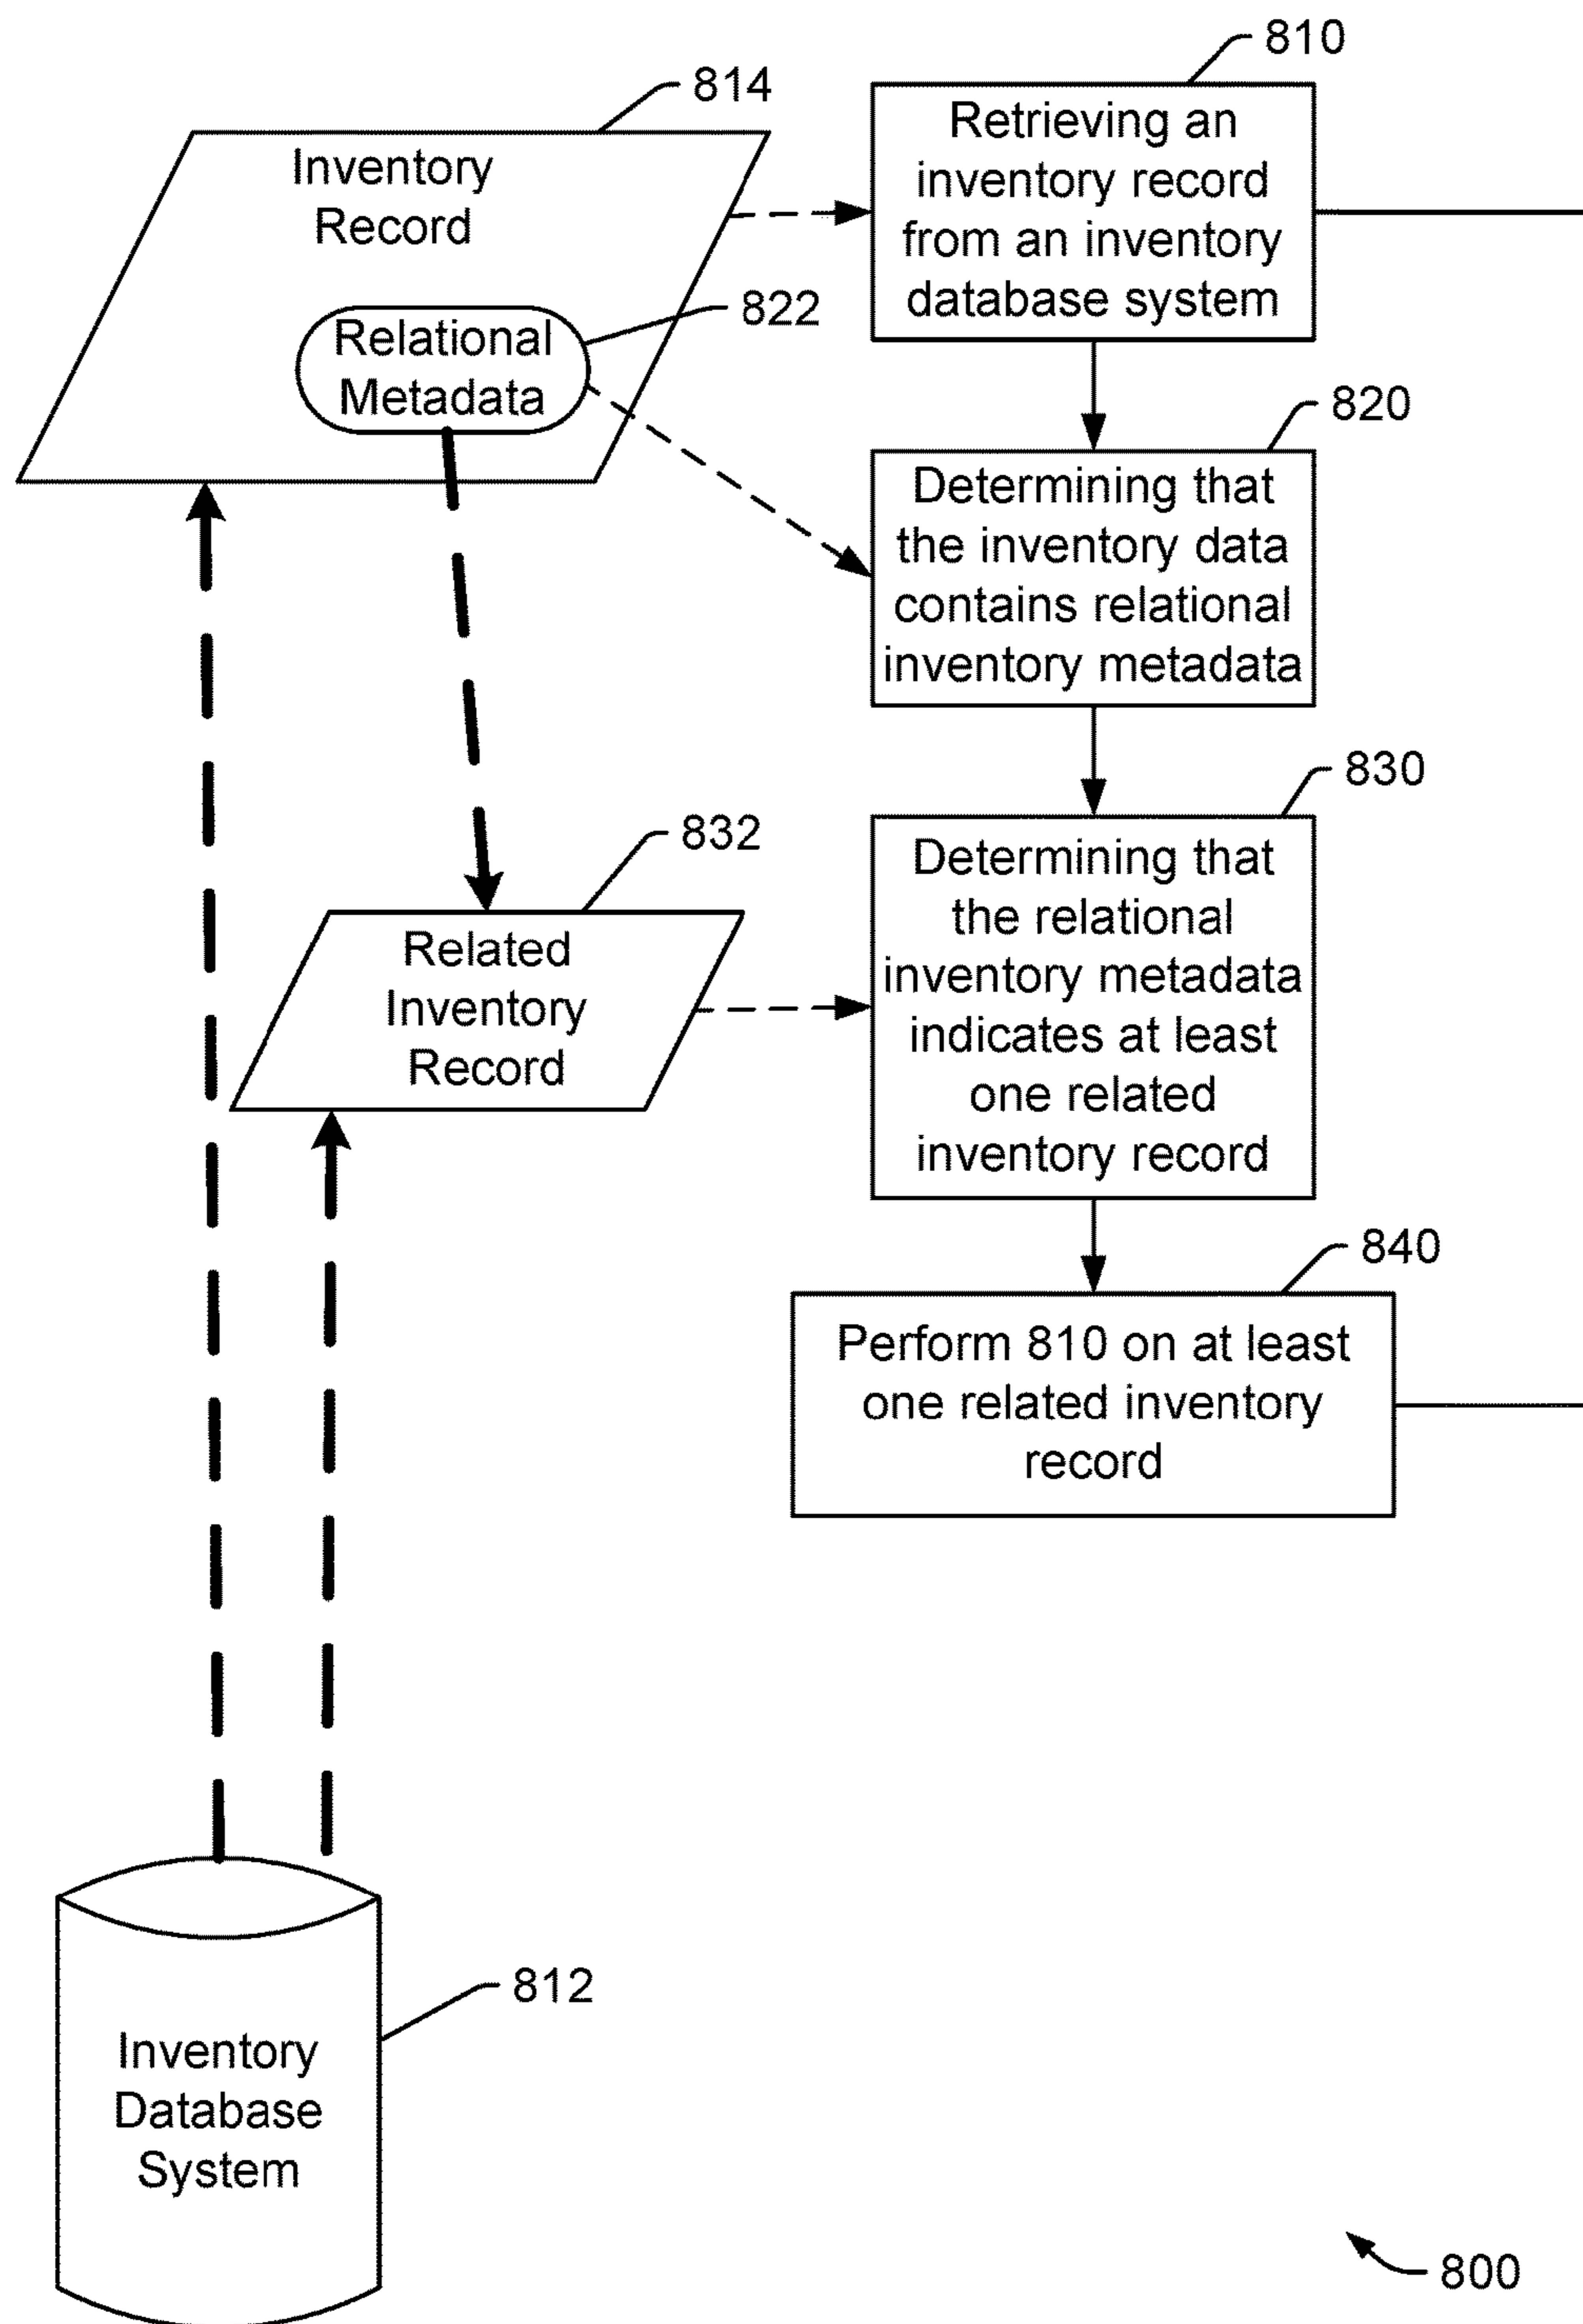 810
814
Retrieving an
inventory record
from an inventory
database system
Inventory
Record
822
Relational
Metadata
820
Determining that
the inventory data
contains relational
inventory metadata
830
832
Determining that
the relational
inventory metadata
indicates at least
one related
inventory record
Related
Inventory
Record
840
Perform 810 on at least
one related inventory
record
812
Inventory
Database
System
800